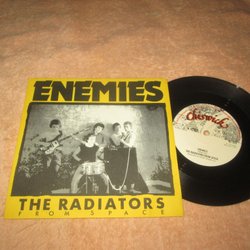 ENEMIES
THE RADIATORS
FROM SPACE
Chiswick